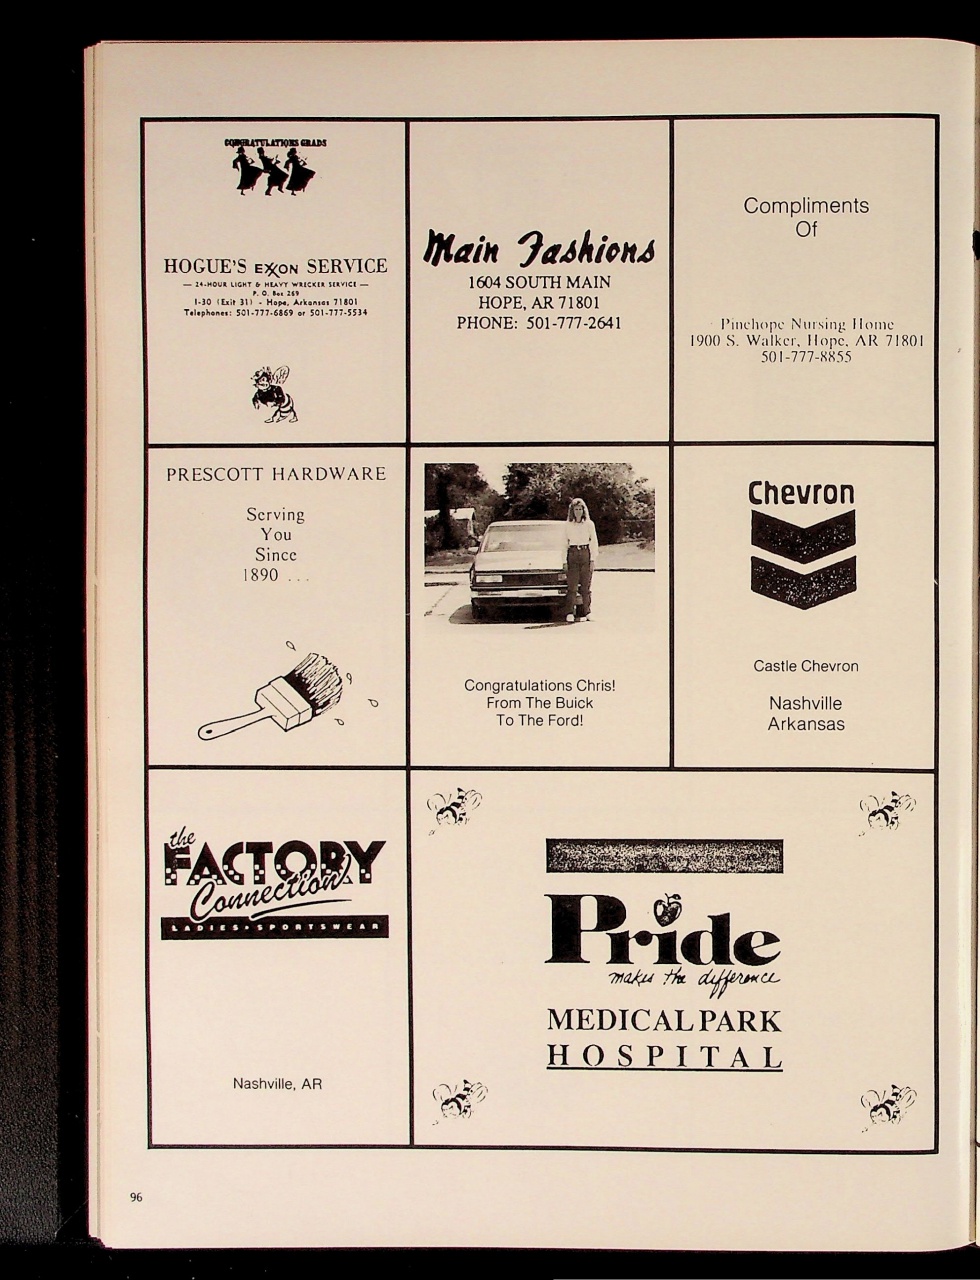 CONGRATULATIONS GRADS
HOGUE'S EXXON SERVICE
— 24-HOUR LIGHT & HEAVY WRECKER SERVICE —
P. O. Box 269
I-30 (Exit 31) - Hope, Arkansas 71801
Telephones: 501-777-6869 or 501-777-5534
Main Fashions
1604 SOUTH MAIN
HOPE, AR 71801
PHONE: 501-777-2641
Compliments
Of
Pinehope Nursing Home
1900 S. Walker, Hope, AR 71801
501-777-8855
PRESCOTT HARDWARE
Serving
You
Since
1890 ...
Congratulations Chris!
From The Buick
To The Ford!
Chevron
Castle Chevron
Nashville
Arkansas
the
FACTORY
Connection
LADIES • SPORTSWEAR
Nashville, AR
Pride
makes the difference
MEDICAL PARK
HOSPITAL
96